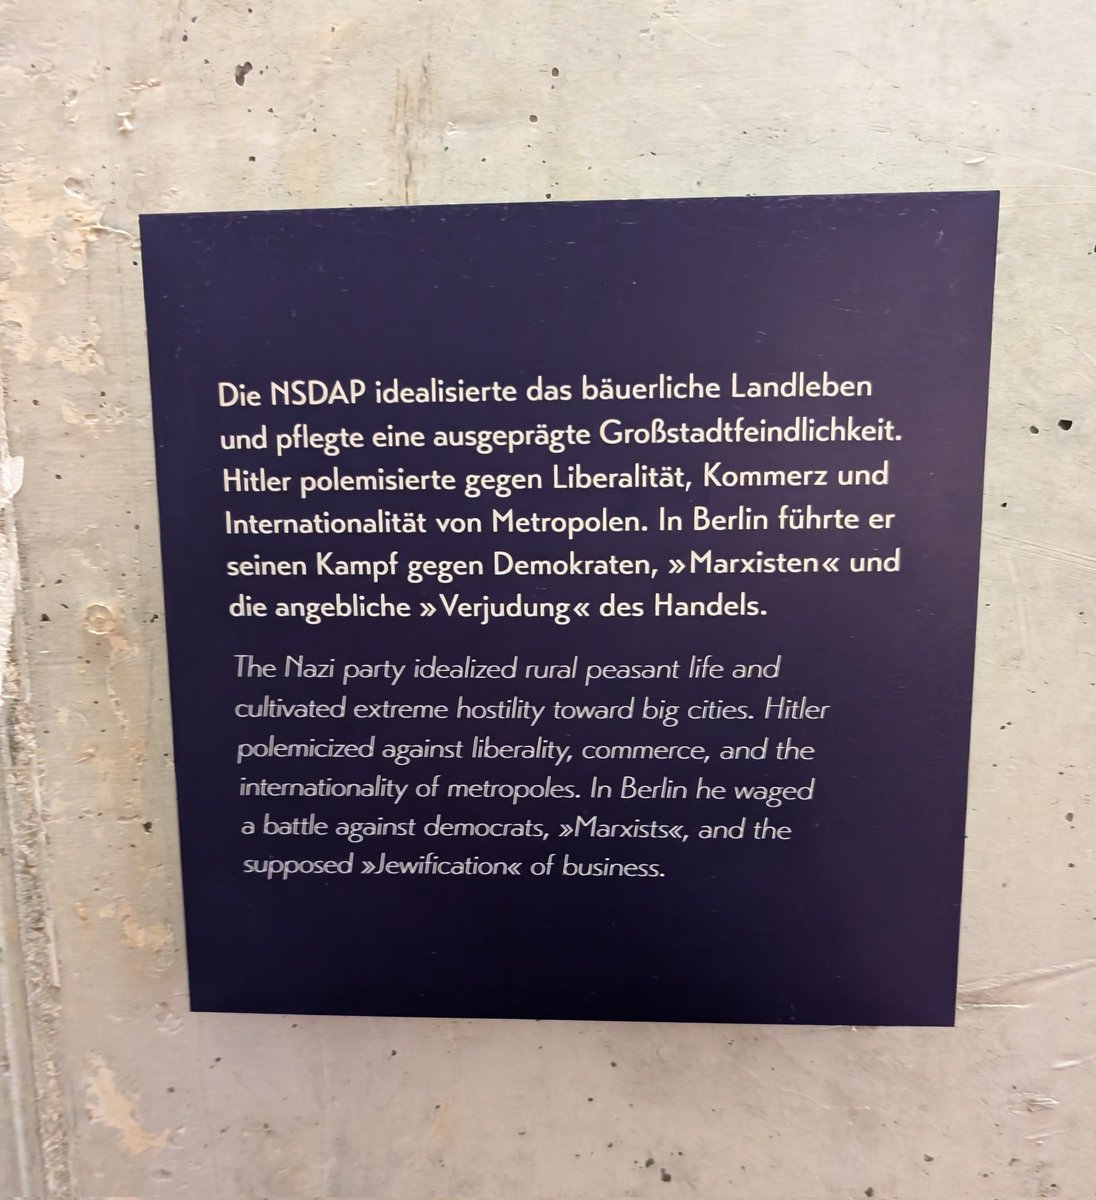 Die NSDAP idealisierte das bäuerliche Landleben
und pflegte eine ausgeprägte Großstadtfeindlichkeit.
Hitler polemisierte gegen Liberalität, Kommerz und
Internationalität von Metropolen. In Berlin führte er
seinen Kampf gegen Demokraten, »Marxisten« und
die angebliche »Verjudung« des Handels.
The Nazi party idealized rural peasant life and
cultivated extreme hostility toward big cities. Hitler
polemicized against liberality, commerce, and the
internationality of metropoles. In Berlin he waged
a battle against democrats, »Marxists«, and the
supposed »Jewification« of business.